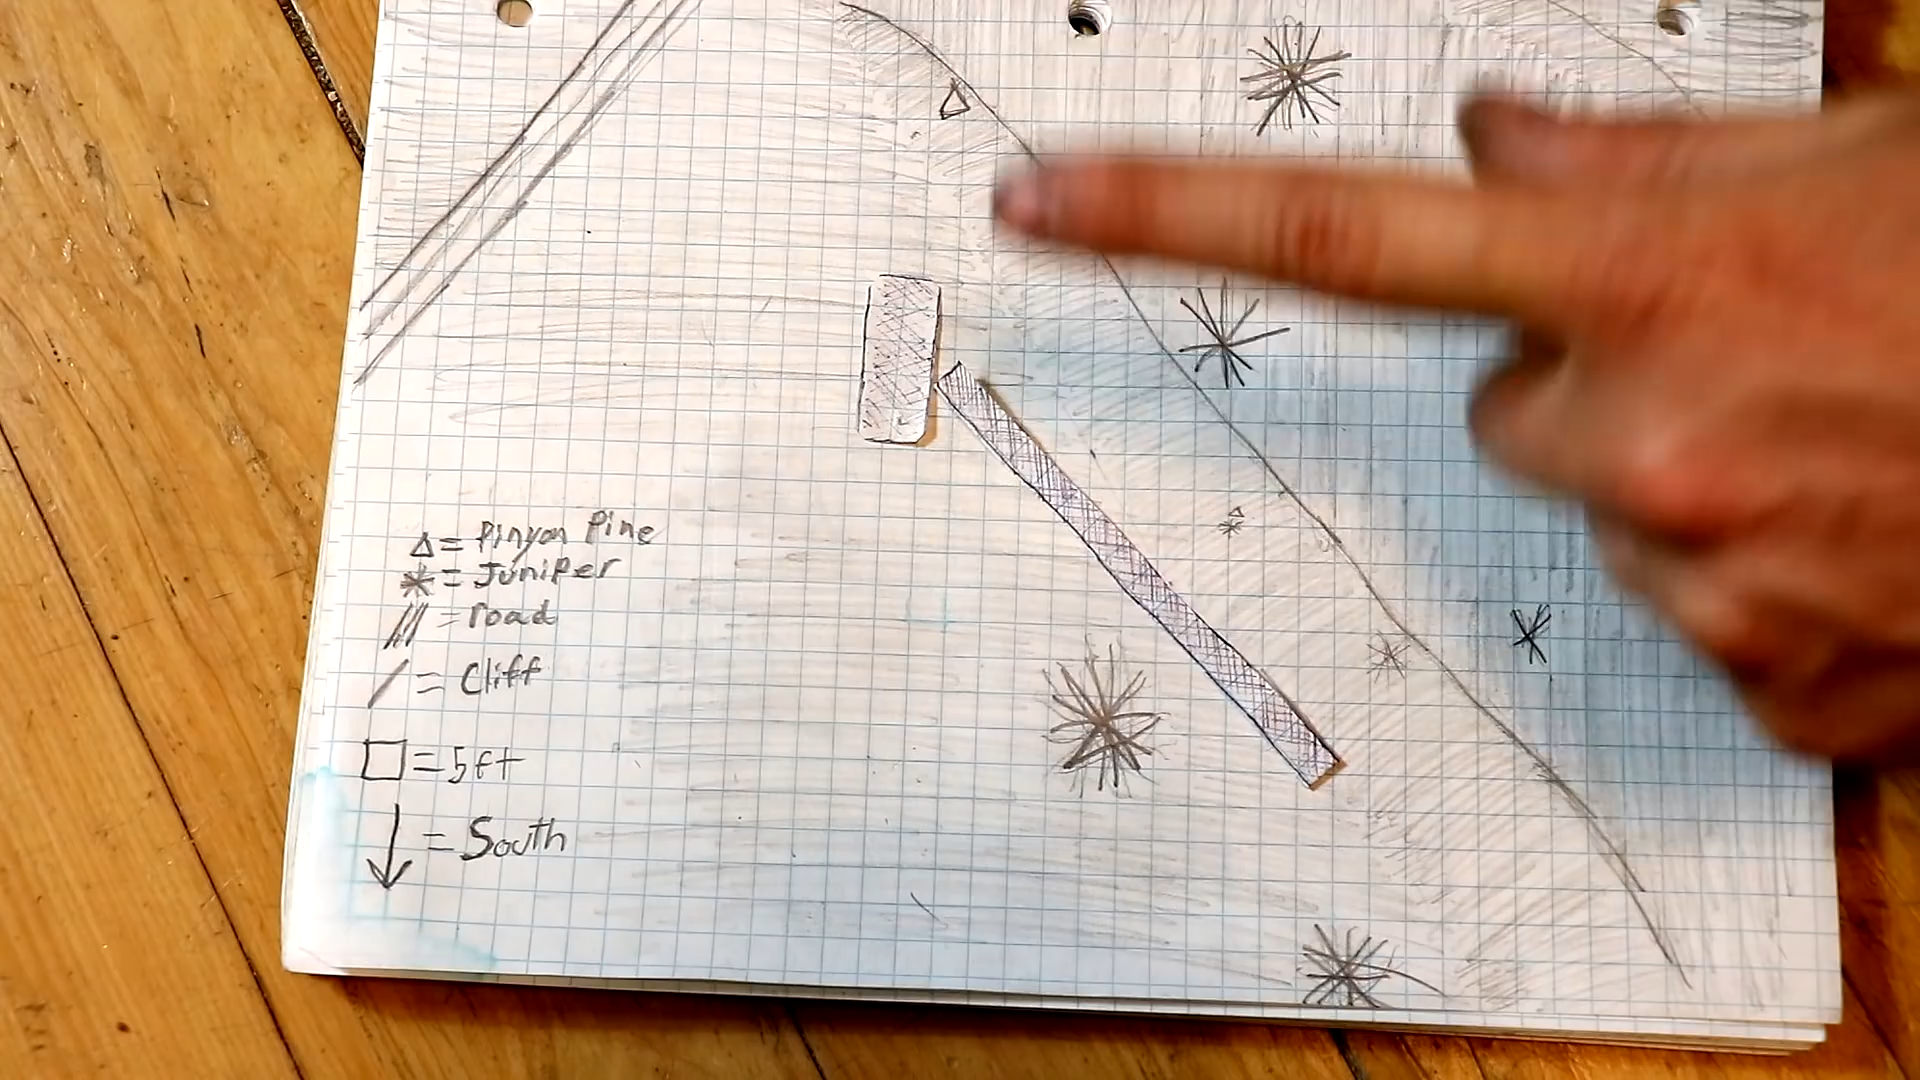 Δ = Pinyon Pine
* = Juniper
/// = road
/ = Cliff
□ = 5ft
↓ = South